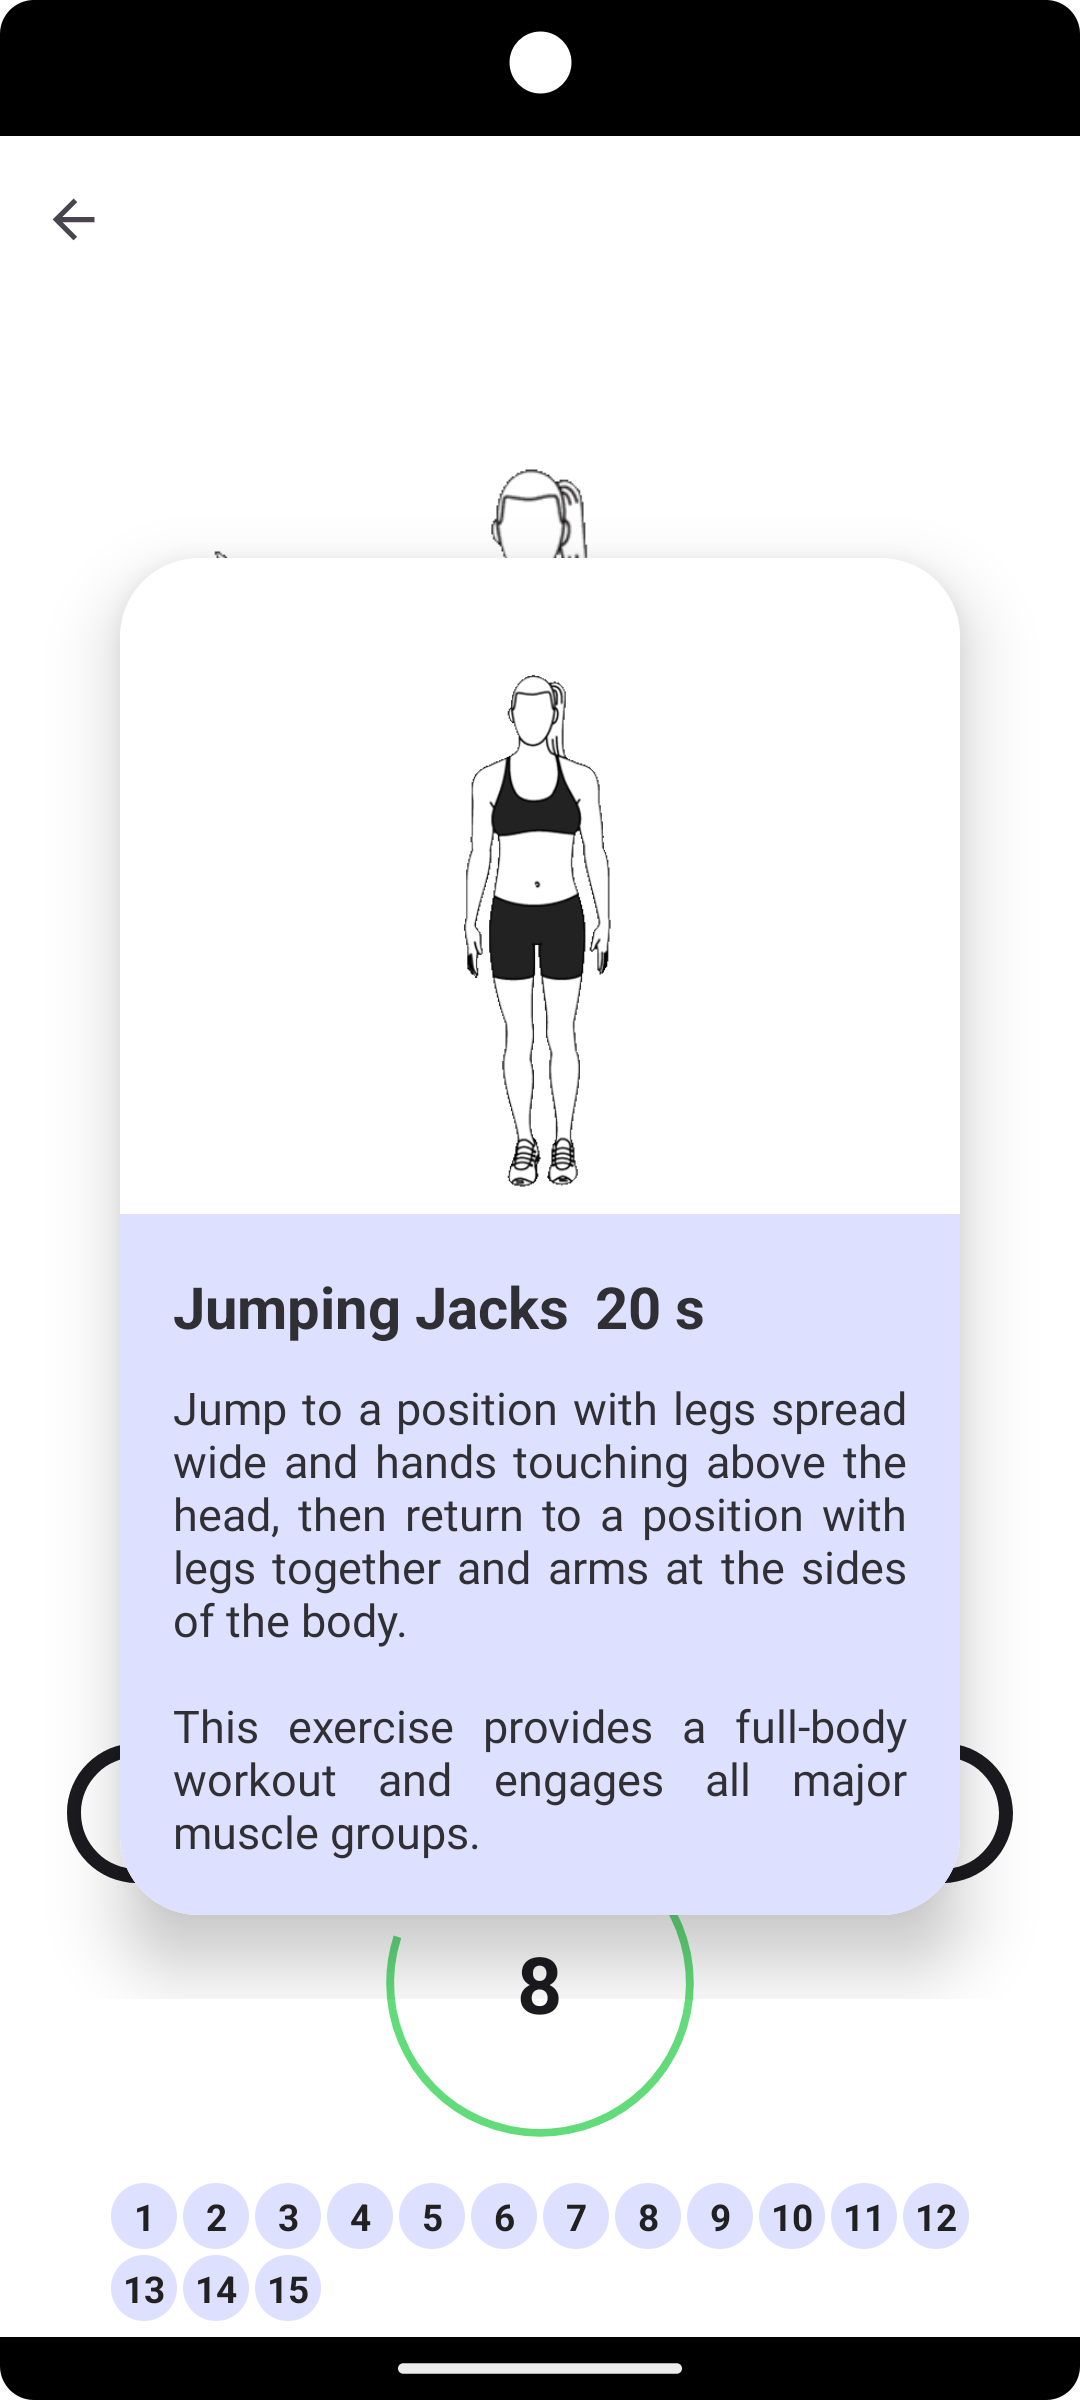 Jumping Jacks 20 s
Jump to a position with legs spread
wide and hands touching above the
head, then return to a position with
legs together and arms at the sides
of the body.
This exercise provides a full-body
workout and engages all major
muscle groups.
8
1 2 3 4 5 6 7 8 9 10 11 12
13 14 15